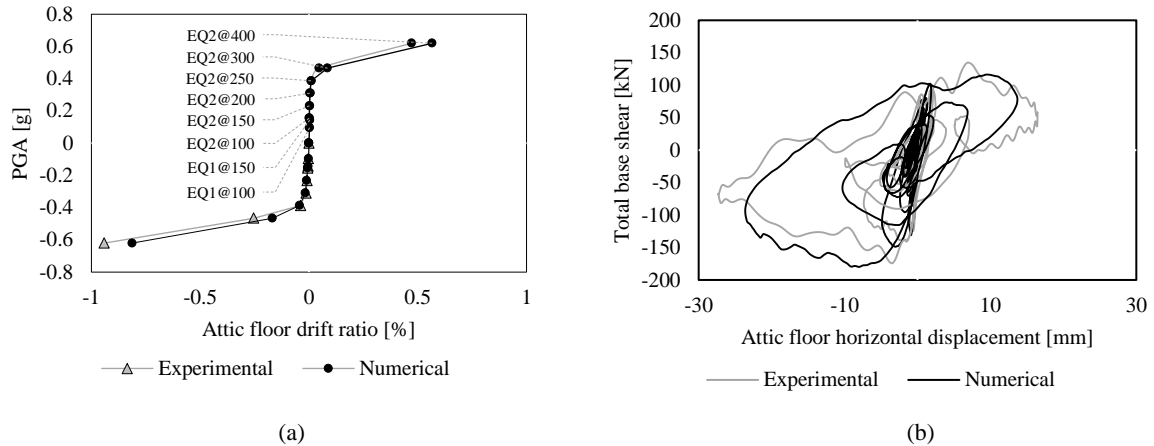 0.8
0.6
0.4
0.2
0
-0.2
-0.4
-0.6
-0.8
PGA [g]
EQ2@400
EQ2@300
EQ2@250
EQ2@200
EQ2@150
EQ2@100
EQ1@150
EQ1@100
-1 -0.5 0 0.5 1
Attic floor drift ratio [%]
Experimental Numerical
(a)
200
150
100
50
0
-50
-100
-150
-200
Total base shear [kN]
-30 -10 10 30
Attic floor horizontal displacement [mm]
Experimental Numerical
(b)